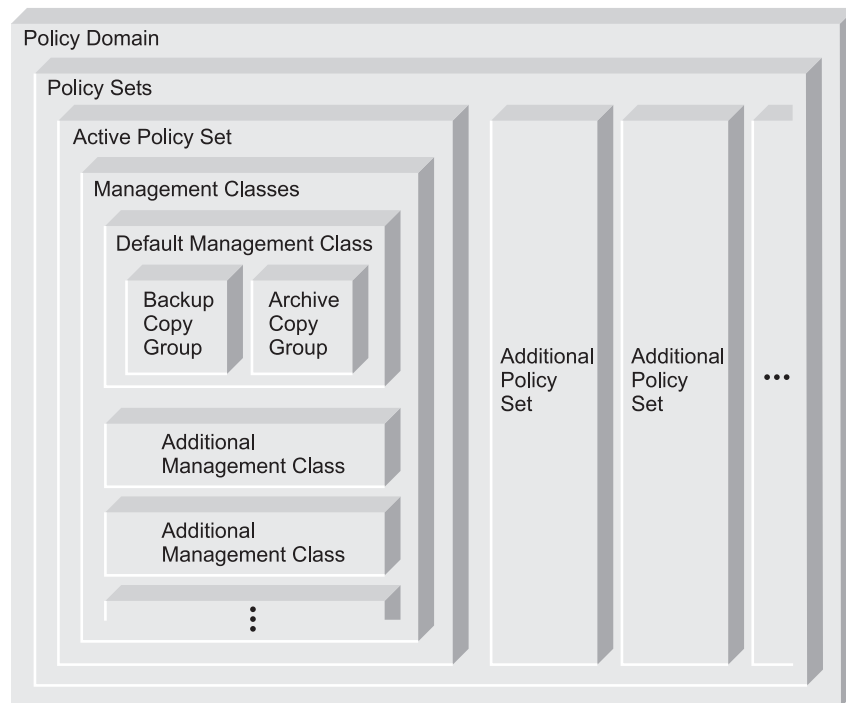 Policy Domain
Policy Sets
Active Policy Set
Management Classes
Default Management Class
Backup
Copy
Group
Archive
Copy
Group
Additional
Management Class
Additional
Management Class
Additional
Policy
Set
Additional
Policy
Set